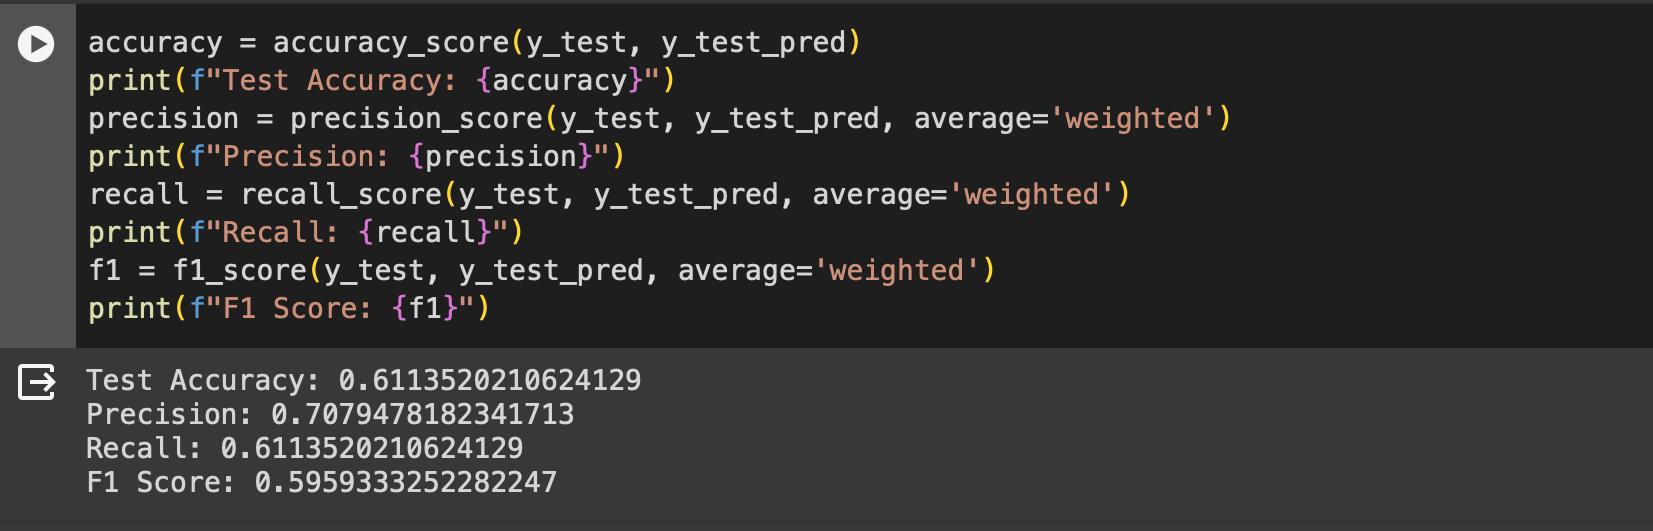 accuracy = accuracy_score(y_test, y_test_pred)
print(f"Test Accuracy: {accuracy}")
precision = precision_score(y_test, y_test_pred, average='weighted')
print(f"Precision: {precision}")
recall = recall_score(y_test, y_test_pred, average='weighted')
print(f"Recall: {recall}")
f1 = f1_score(y_test, y_test_pred, average='weighted')
print(f"F1 Score: {f1}")
Test Accuracy: 0.6113520210624129
Precision: 0.7079478182341713
Recall: 0.6113520210624129
F1 Score: 0.5959333252282247